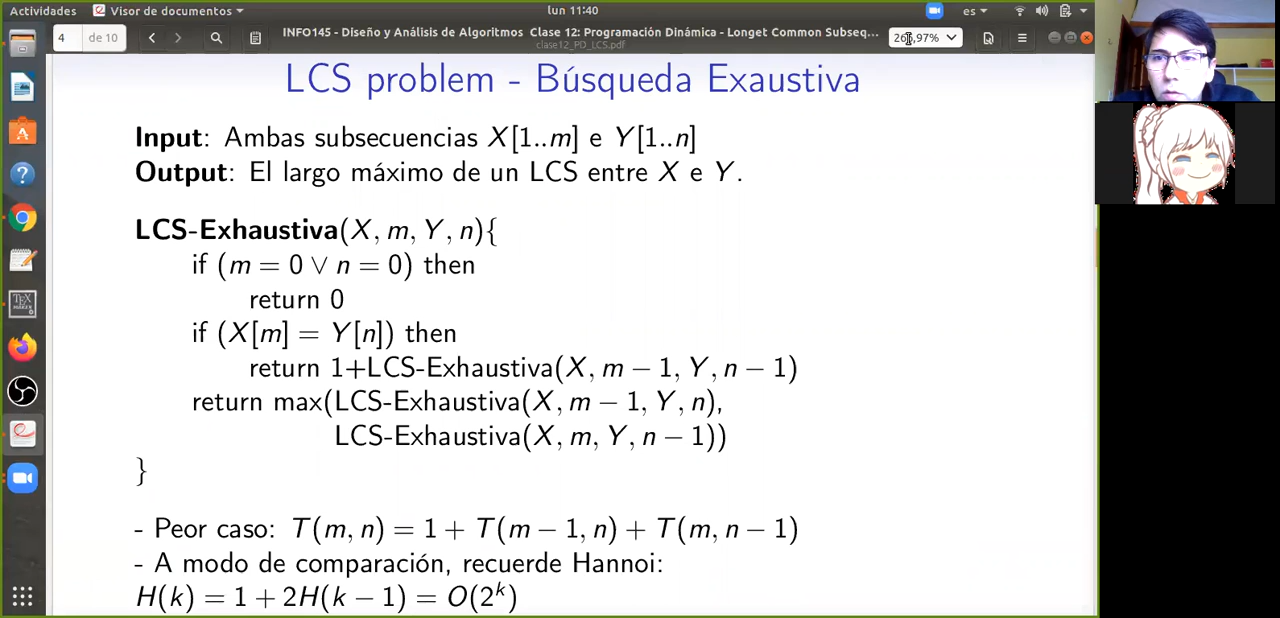 Actividades
Visor de documentos
lun 11:40
es
4
de 10
INFO145 - Diseño y Análisis de Algoritmos Clase 12: Programación Dinámica - Longet Common Subseq...
clase12_PD_LCS.pdf
LCS problem - Búsqueda Exaustiva
Input: Ambas subsecuencias X[1..m] e Y[1..n]
Output: El largo máximo de un LCS entre X e Y.
LCS-Exhaustiva(X, m, Y, n){
if (m = 0 ∨ n = 0) then
return 0
if (X[m] = Y[n]) then
return 1+LCS-Exhaustiva(X, m − 1, Y, n − 1)
return max(LCS-Exhaustiva(X, m − 1, Y, n),
LCS-Exhaustiva(X, m, Y, n − 1))
}
- Peor caso: T(m, n) = 1 + T(m − 1, n) + T(m, n − 1)
- A modo de comparación, recuerde Hannoi:
H(k) = 1 + 2H(k − 1) = O(2^k)